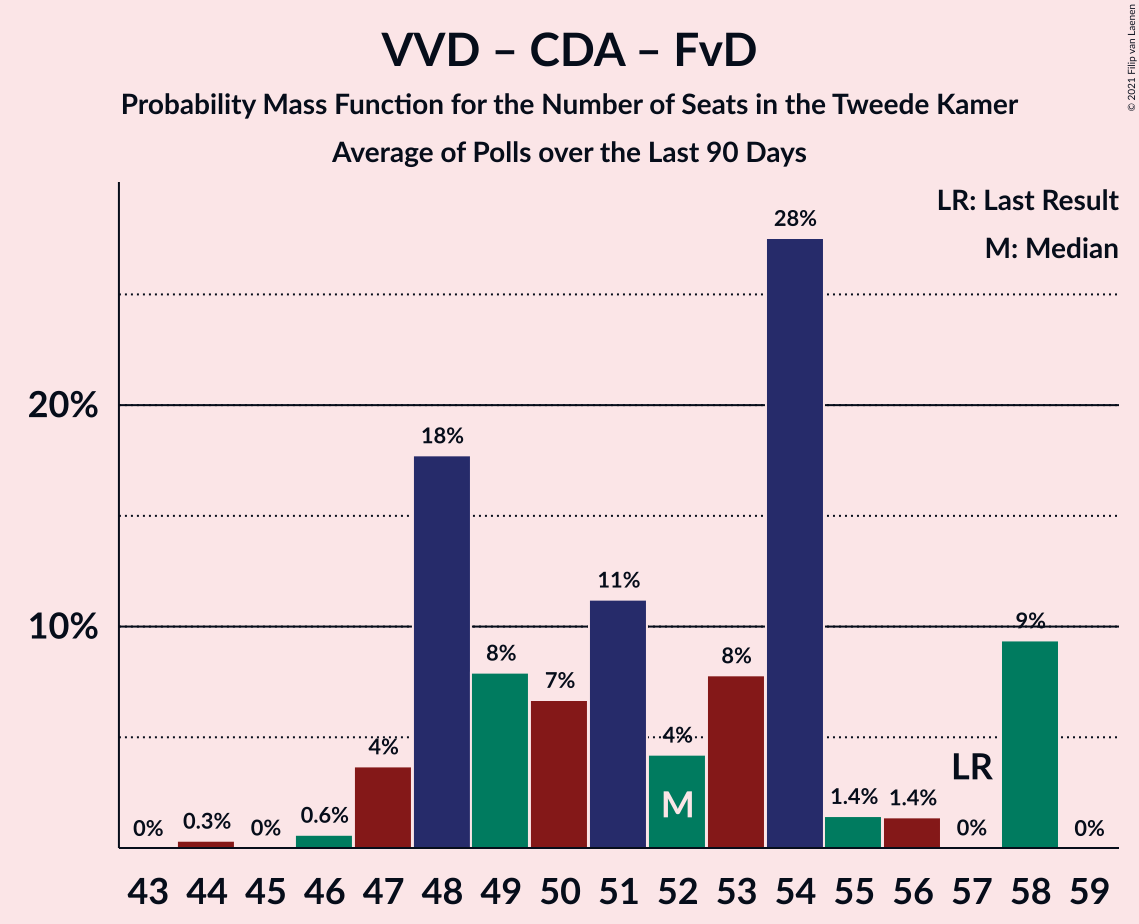 VVD – CDA – FvD
Probability Mass Function for the Number of Seats in the Tweede Kamer
Average of Polls over the Last 90 Days
© 2021 Filip van Laenen
LR: Last Result
M: Median
20%
10%
0%
0.3%
0%
0.6%
4%
18%
8%
7%
11%
4%
8%
28%
1.4%
1.4%
0%
9%
0%
M
LR
43 44 45 46 47 48 49 50 51 52 53 54 55 56 57 58 59